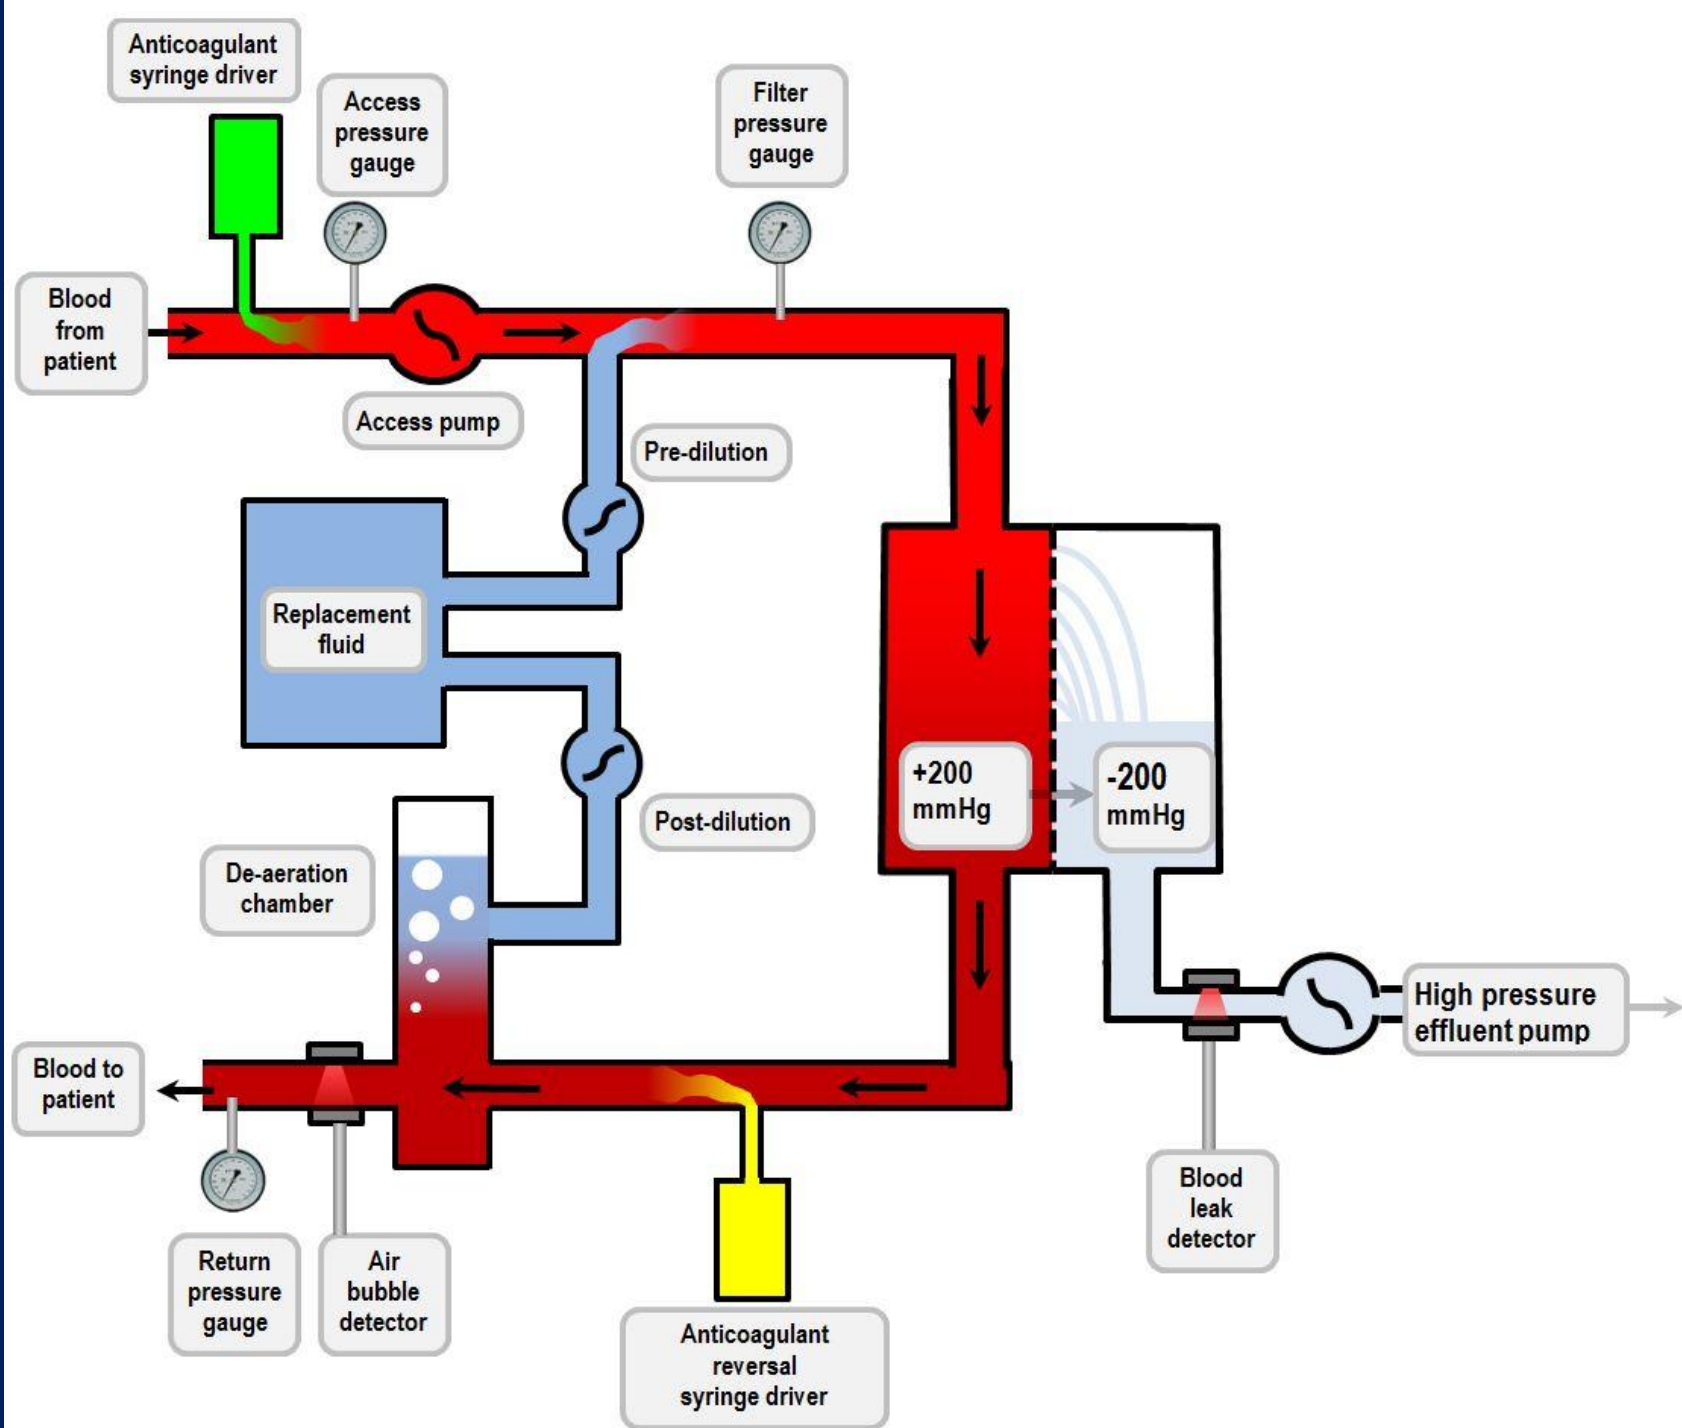 Anticoagulant
syringe driver
Access
pressure
gauge
Filter
pressure
gauge
Blood
from
patient
Access pump
Pre-dilution
Replacement
fluid
+200
mmHg
-200
mmHg
Post-dilution
De-aeration
chamber
High pressure
effluent pump
Blood to
patient
Blood
leak
detector
Return
pressure
gauge
Air
bubble
detector
Anticoagulant
reversal
syringe driver